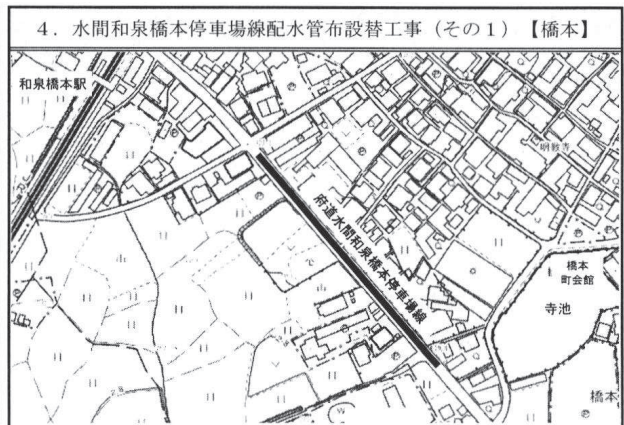 4．水間和泉橋本停車場線配水管布設替工事（その1）【橋本】
和泉橋本駅
明教寺
府道水間和泉橋本停車場線
橋本
町会館
寺池
橋本